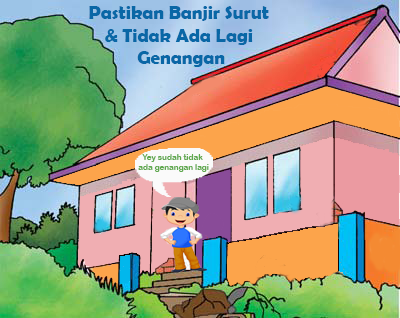 Pastikan Banjir Surut
& Tidak Ada Lagi
Genangan
Yey sudah tidak
ada genangan lagi